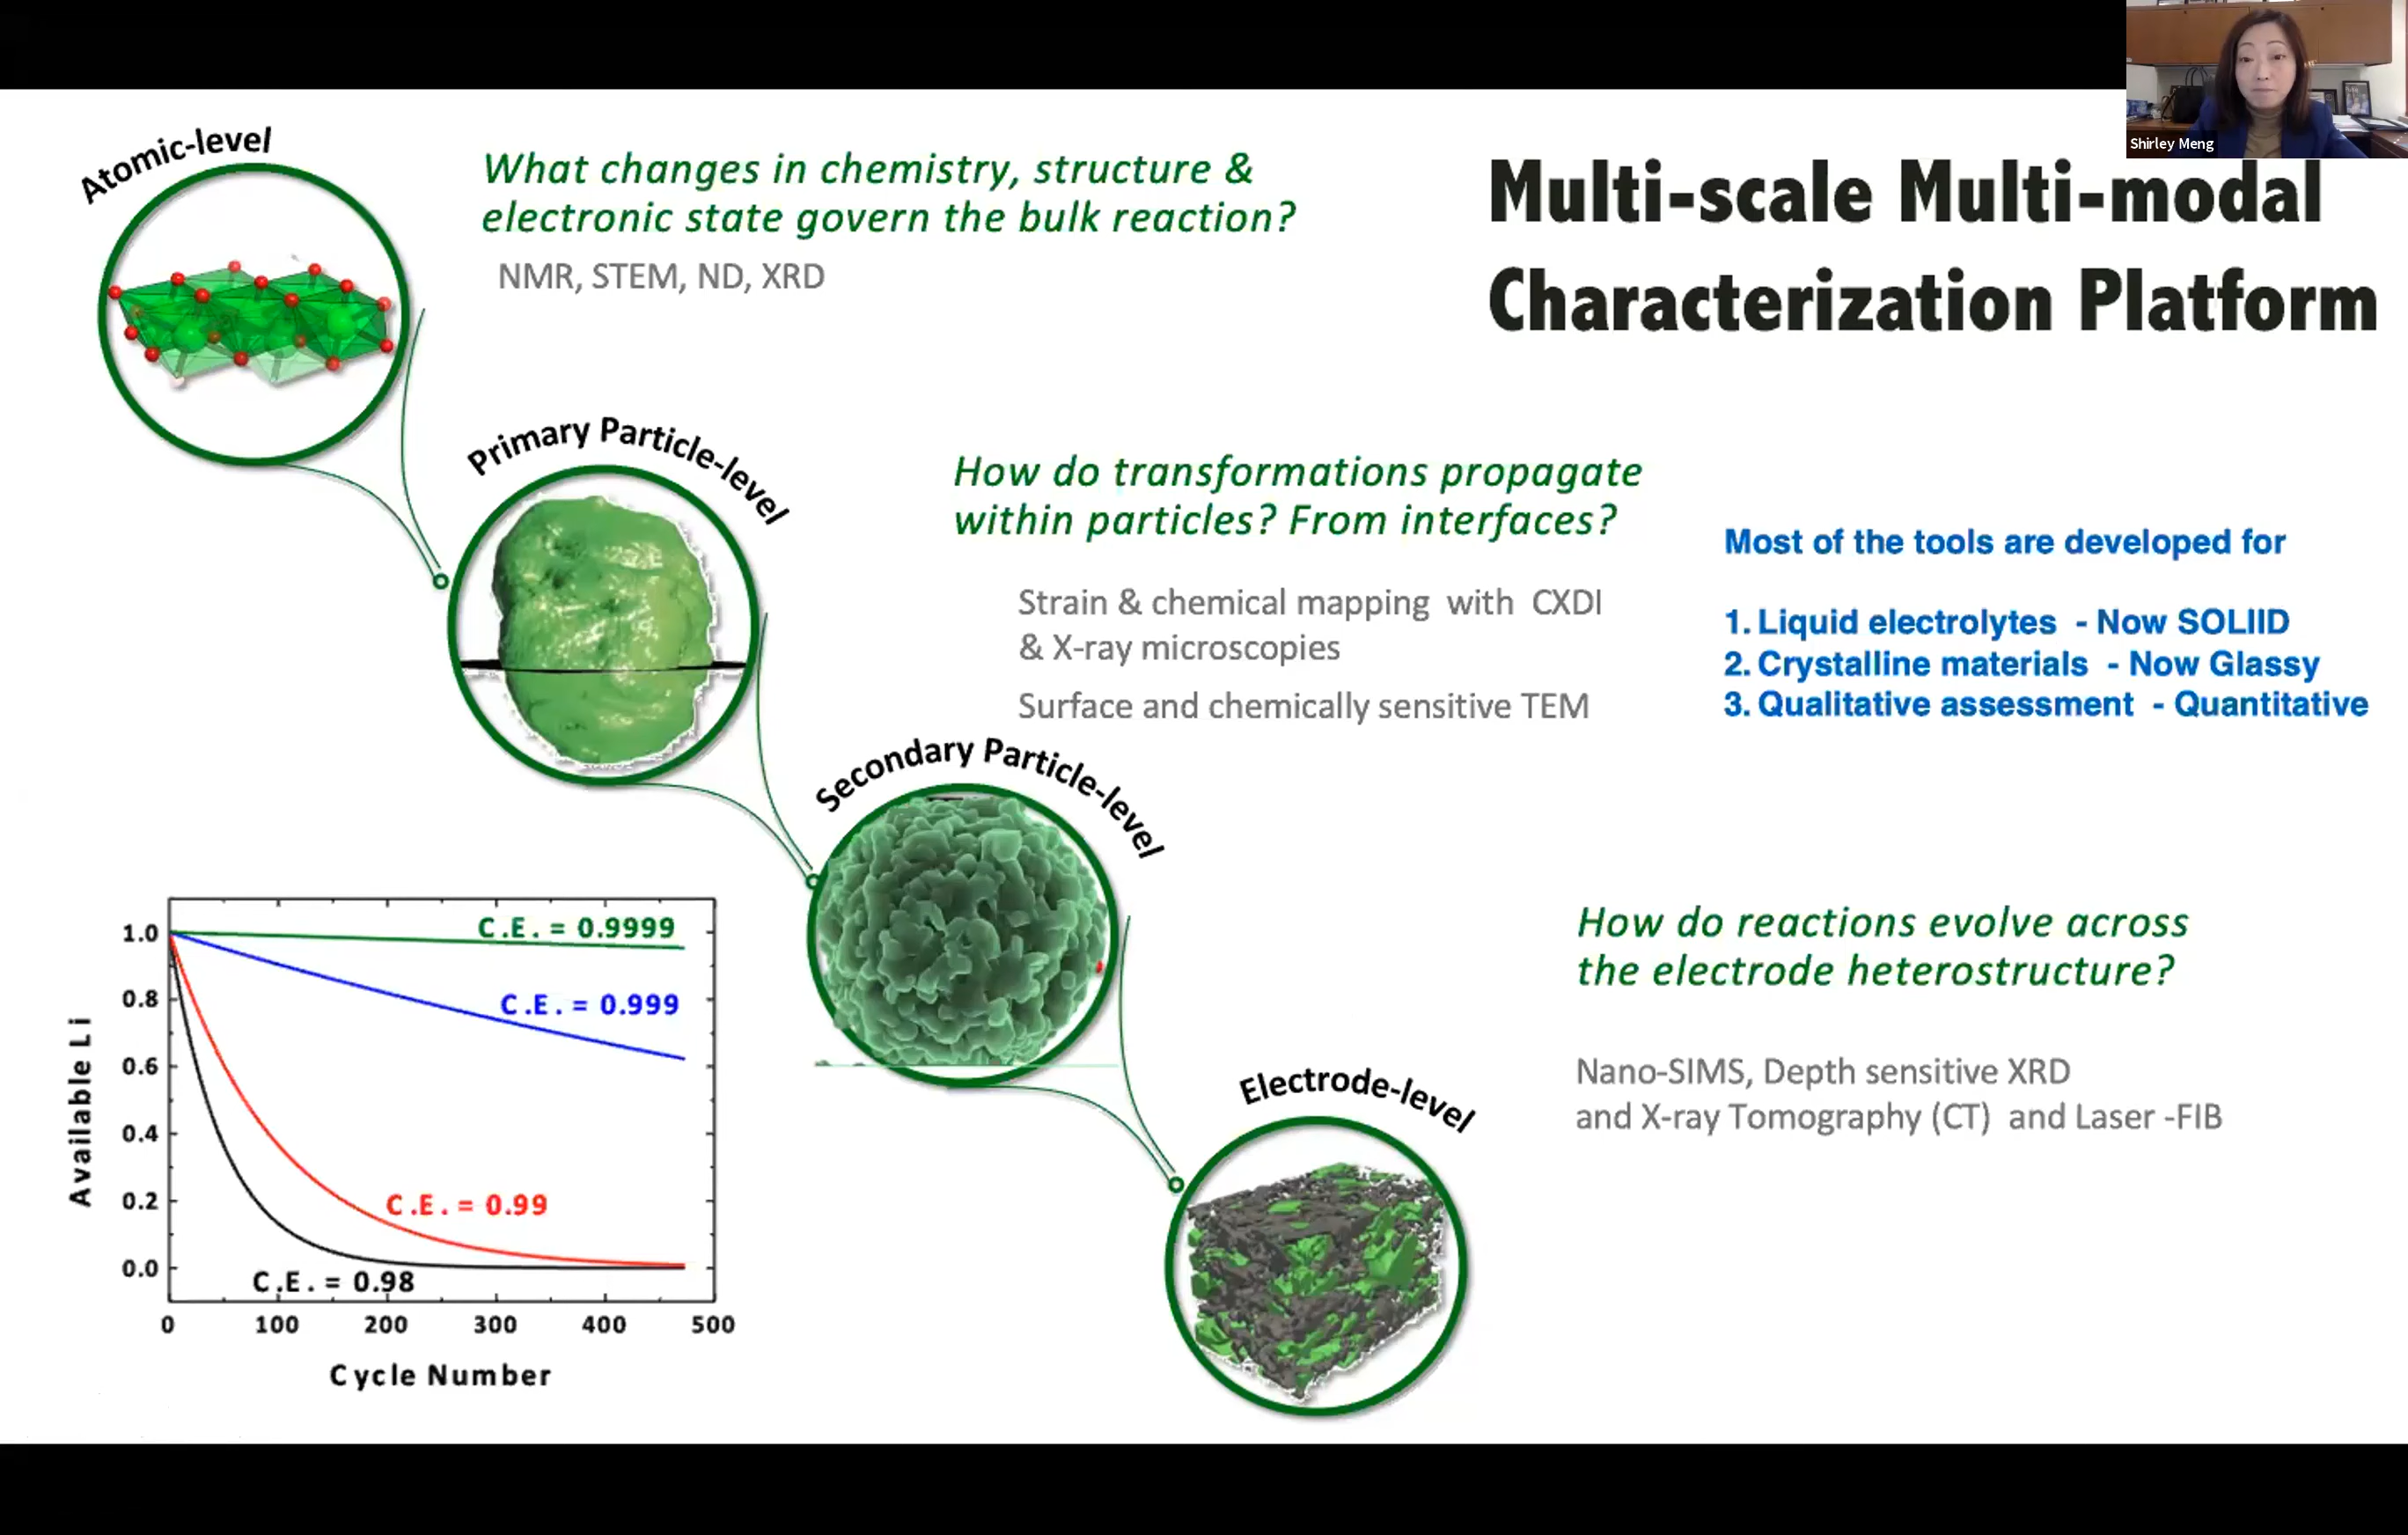 Shirley Meng
Multi-scale Multi-modal
Characterization Platform
Atomic-level
What changes in chemistry, structure &
electronic state govern the bulk reaction?
NMR, STEM, ND, XRD
Primary Particle-level
How do transformations propagate
within particles? From interfaces?
Strain & chemical mapping with CXDI
& X-ray microscopies
Surface and chemically sensitive TEM
Most of the tools are developed for
1. Liquid electrolytes - Now SOLIID
2. Crystalline materials - Now Glassy
3. Qualitative assessment - Quantitative
Secondary Particle-level
How do reactions evolve across
the electrode heterostructure?
Nano-SIMS, Depth sensitive XRD
and X-ray Tomography (CT) and Laser -FIB
Electrode-level
Available Li
1.0
0.8
0.6
0.4
0.2
0.0
C.E. = 0.9999
C.E. = 0.999
C.E. = 0.99
C.E. = 0.98
0 100 200 300 400 500
Cycle Number